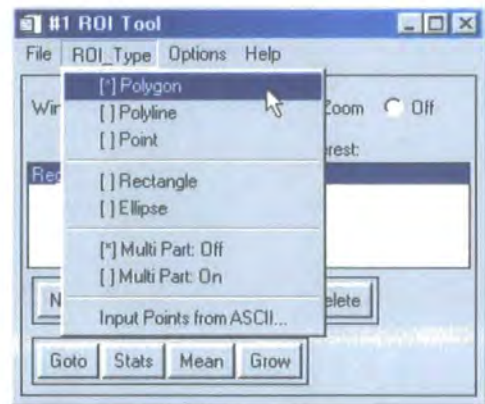 #1 ROI Tool
File ROI_Type Options Help
[*] Polygon
[ ] Polyline
[ ] Point
[ ] Rectangle
[ ] Ellipse
[*] Multi Part: Off
[ ] Multi Part: On
Input Points from ASCII...
Zoom Off
Goto Stats Mean Grow